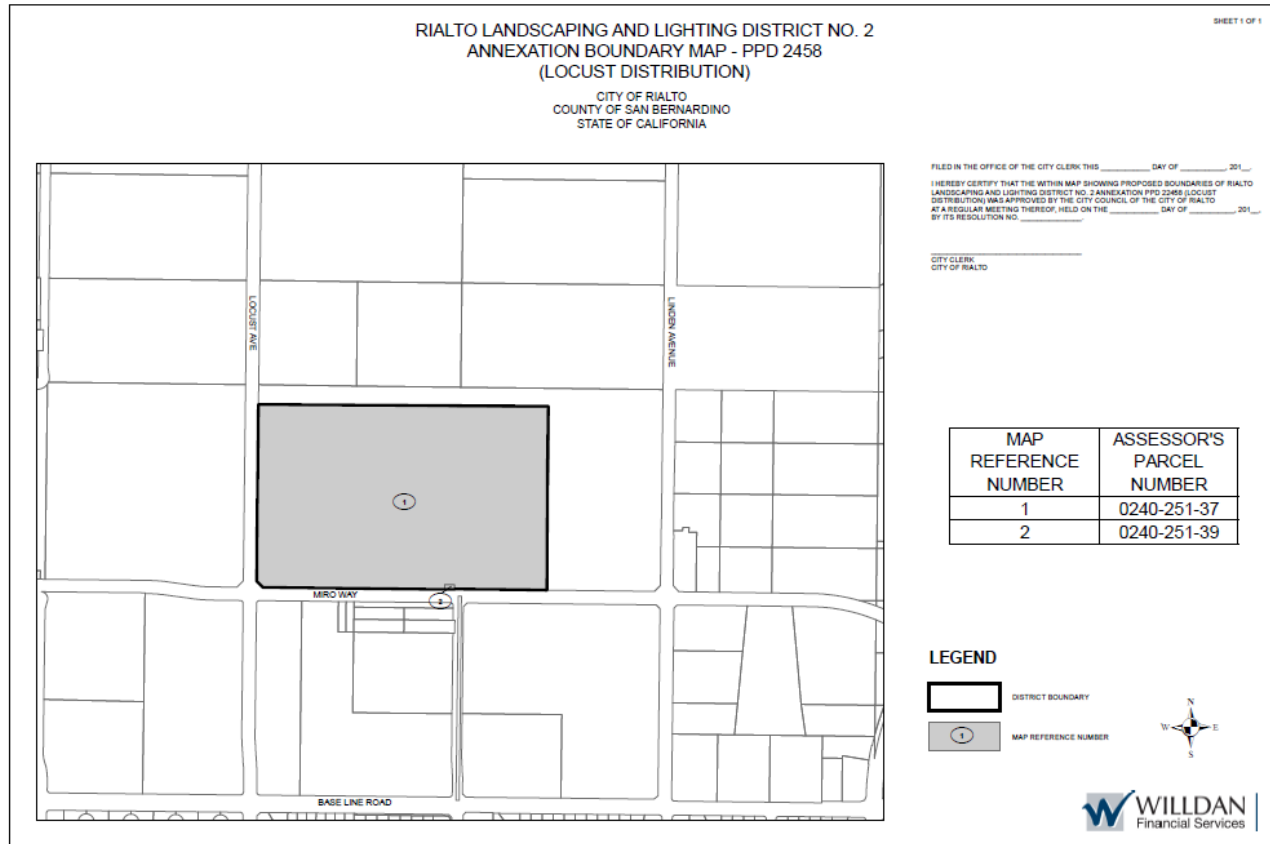 SHEET 1 OF 1
RIALTO LANDSCAPING AND LIGHTING DISTRICT NO. 2
ANNEXATION BOUNDARY MAP - PPD 2458
(LOCUST DISTRIBUTION)
CITY OF RIALTO
COUNTY OF SAN BERNARDINO
STATE OF CALIFORNIA
FILED IN THE OFFICE OF THE CITY CLERK THIS ____________ DAY OF ___________, 201__.
I HEREBY CERTIFY THAT THE WITHIN MAP SHOWING PROPOSED BOUNDARIES OF RIALTO
LANDSCAPING AND LIGHTING DISTRICT NO. 2 ANNEXATION PPD 22458 (LOCUST
DISTRIBUTION) WAS APPROVED BY THE CITY COUNCIL OF THE CITY OF RIALTO
AT A REGULAR MEETING THEREOF, HELD ON THE ____________ DAY OF ___________, 201__,
BY ITS RESOLUTION NO. _______________.
CITY CLERK
CITY OF RIALTO
LOCUST AVE
LINDEN AVENUE
1
MIRO WAY
2
BASE LINE ROAD
MAP REFERENCE NUMBER
ASSESSOR'S PARCEL NUMBER
1 0240-251-37
2 0240-251-39
LEGEND
DISTRICT BOUNDARY
1 MAP REFERENCE NUMBER
N
W E
S
WILLDAN
Financial Services